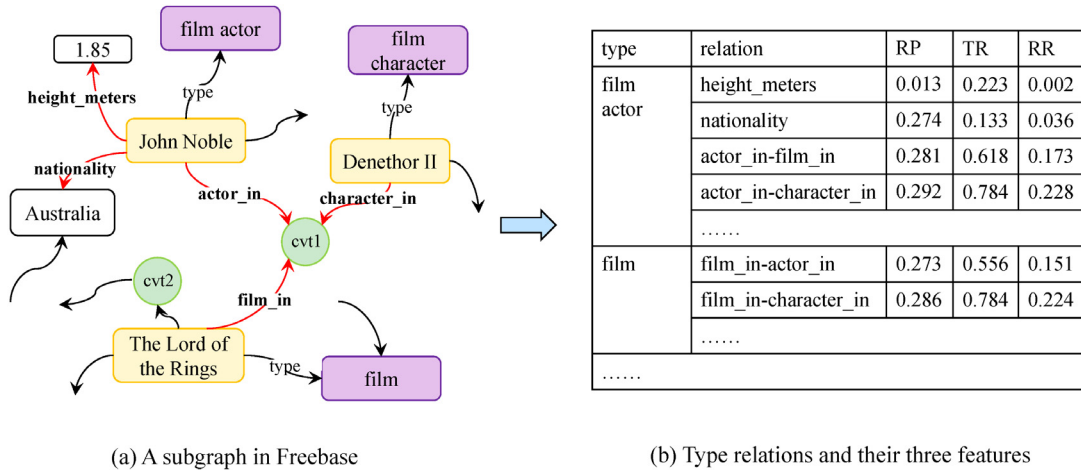 film actor
film
character
1.85
height_meters
type
type
John Noble
Denethor II
nationality
actor_in
character_in
Australia
cvt1
cvt2
film_in
The Lord of
the Rings
type
film
(a) A subgraph in Freebase
type relation RP TR RR
film
actor
height_meters 0.013 0.223 0.002
nationality 0.274 0.133 0.036
actor_in-film_in 0.281 0.618 0.173
actor_in-character_in 0.292 0.784 0.228
……
film film_in-actor_in 0.273 0.556 0.151
film_in-character_in 0.286 0.784 0.224
……
……
(b) Type relations and their three features